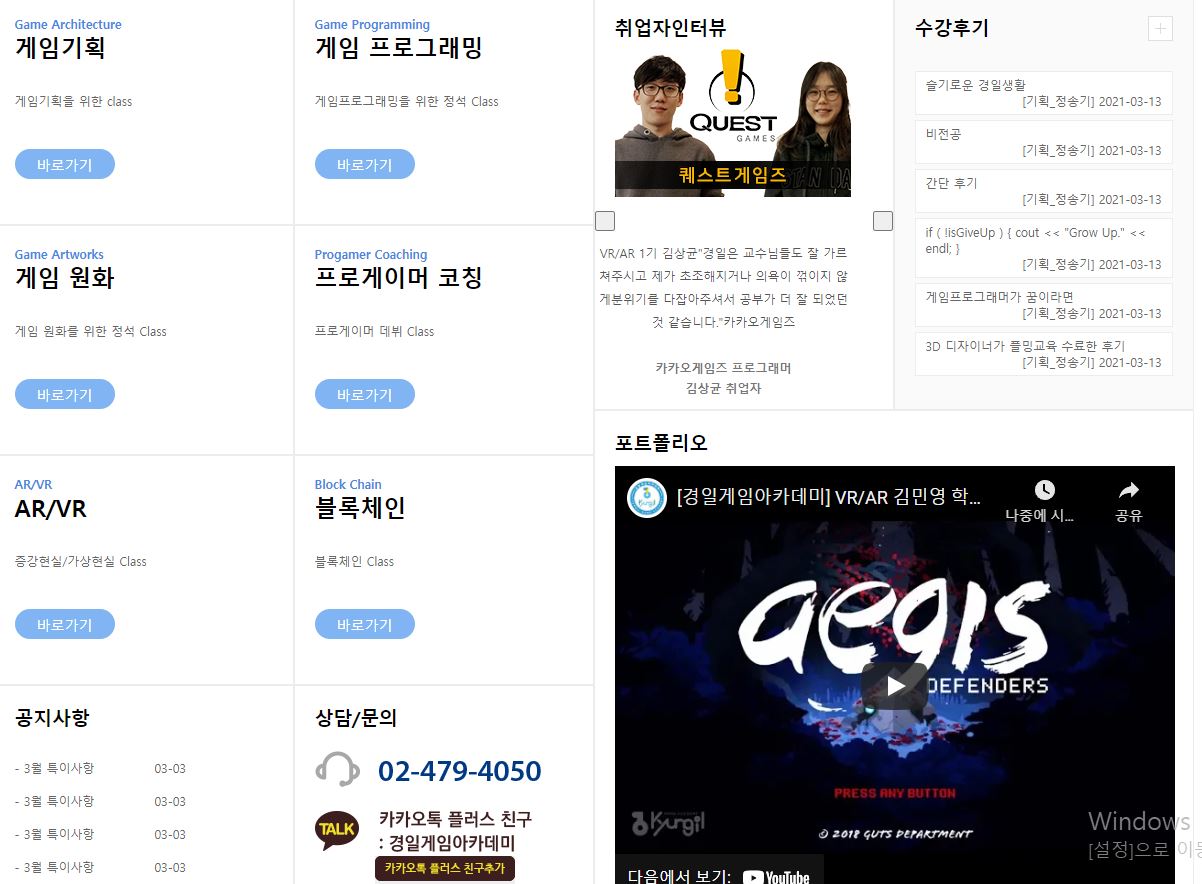 Game Architecture
게임기획
게임기획을 위한 class
바로가기
Game Programming
게임 프로그래밍
게임프로그래밍을 위한 정석 Class
바로가기
Game Artworks
게임 원화
게임 원화를 위한 정석 Class
바로가기
Progamer Coaching
프로게이머 코칭
프로게이머 데뷔 Class
바로가기
AR/VR
AR/VR
증강현실/가상현실 Class
바로가기
Block Chain
블록체인
블록체인 Class
바로가기
공지사항
- 3월 특이사항 03-03
- 3월 특이사항 03-03
- 3월 특이사항 03-03
- 3월 특이사항 03-03
상담/문의
02-479-4050
TALK
카카오톡 플러스 친구
: 경일게임아카데미
카카오톡 플러스 친구추가
취업자인터뷰
QUEST
GAMES
퀘스트게임즈
VR/AR 1기 김상균"경일은 교수님들도 잘 가르
쳐주시고 제가 초조해지거나 의욕이 꺾이지 않
게분위기를 다잡아주셔서 공부가 더 잘 되었던
것 같습니다."카카오게임즈
카카오게임즈 프로그래머
김상균 취업자
수강후기
슬기로운 경일생활
[기획_정송기] 2021-03-13
비전공
[기획_정송기] 2021-03-13
간단 후기
[기획_정송기] 2021-03-13
if ( !isGiveUp ) { cout << "Grow Up." <<
endl; }
[기획_정송기] 2021-03-13
게임프로그래머가 꿈이라면
[기획_정송기] 2021-03-13
3D 디자이너가 플밍교육 수료한 후기
[기획_정송기] 2021-03-13
포트폴리오
[경일게임아카데미] VR/AR 김민영 학...
나중에 시...
공유
aegis
DEFENDERS
PRESS ANY BUTTON
Kyungil
© 2018 GUTS DEPARTMENT
다음에서 보기: YouTube
Windows
[설정]으로 이동